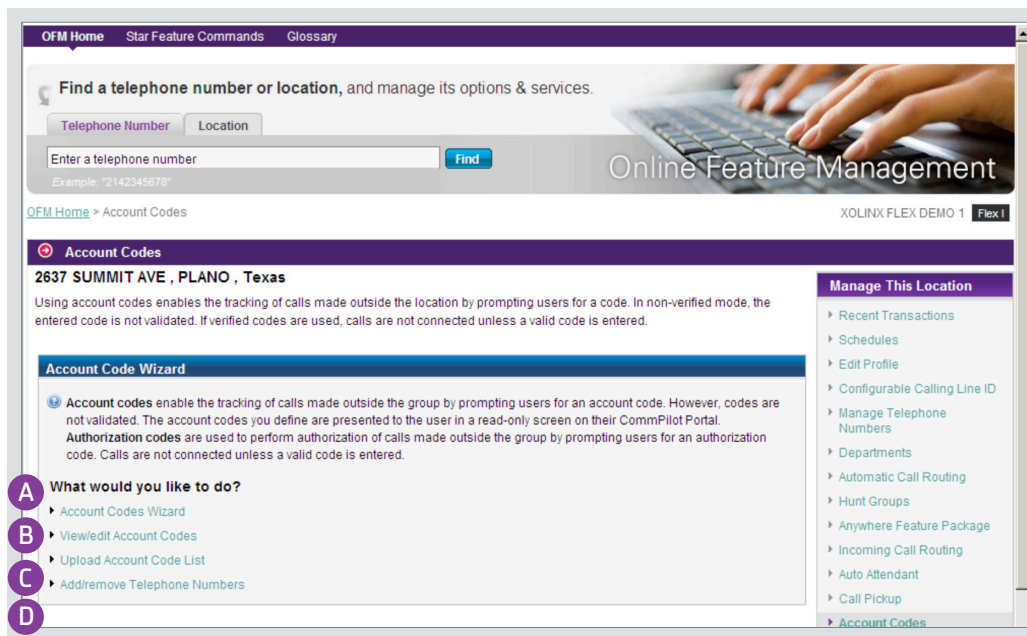 OFM Home Star Feature Commands Glossary
Find a telephone number or location, and manage its options & services.
Telephone Number Location
Enter a telephone number Find
Example: "2142345678"
Online Feature Management
OFM Home > Account Codes
XOLINX FLEX DEMO 1 Flex I
Account Codes
2637 SUMMIT AVE , PLANO , Texas
Using account codes enables the tracking of calls made outside the location by prompting users for a code. In non-verified mode, the
entered code is not validated. If verified codes are used, calls are not connected unless a valid code is entered.
Account Code Wizard
Account codes enable the tracking of calls made outside the group by prompting users for an account code. However, codes are
not validated. The account codes you define are presented to the user in a read-only screen on their CommPilot Portal.
Authorization codes are used to perform authorization of calls made outside the group by prompting users for an authorization
code. Calls are not connected unless a valid code is entered.
What would you like to do?
A
Account Codes Wizard
B
View/edit Account Codes
Upload Account Code List
C
Add/remove Telephone Numbers
D
Manage This Location
Recent Transactions
Schedules
Edit Profile
Configurable Calling Line ID
Manage Telephone
Numbers
Departments
Automatic Call Routing
Hunt Groups
Anywhere Feature Package
Incoming Call Routing
Auto Attendant
Call Pickup
Account Codes